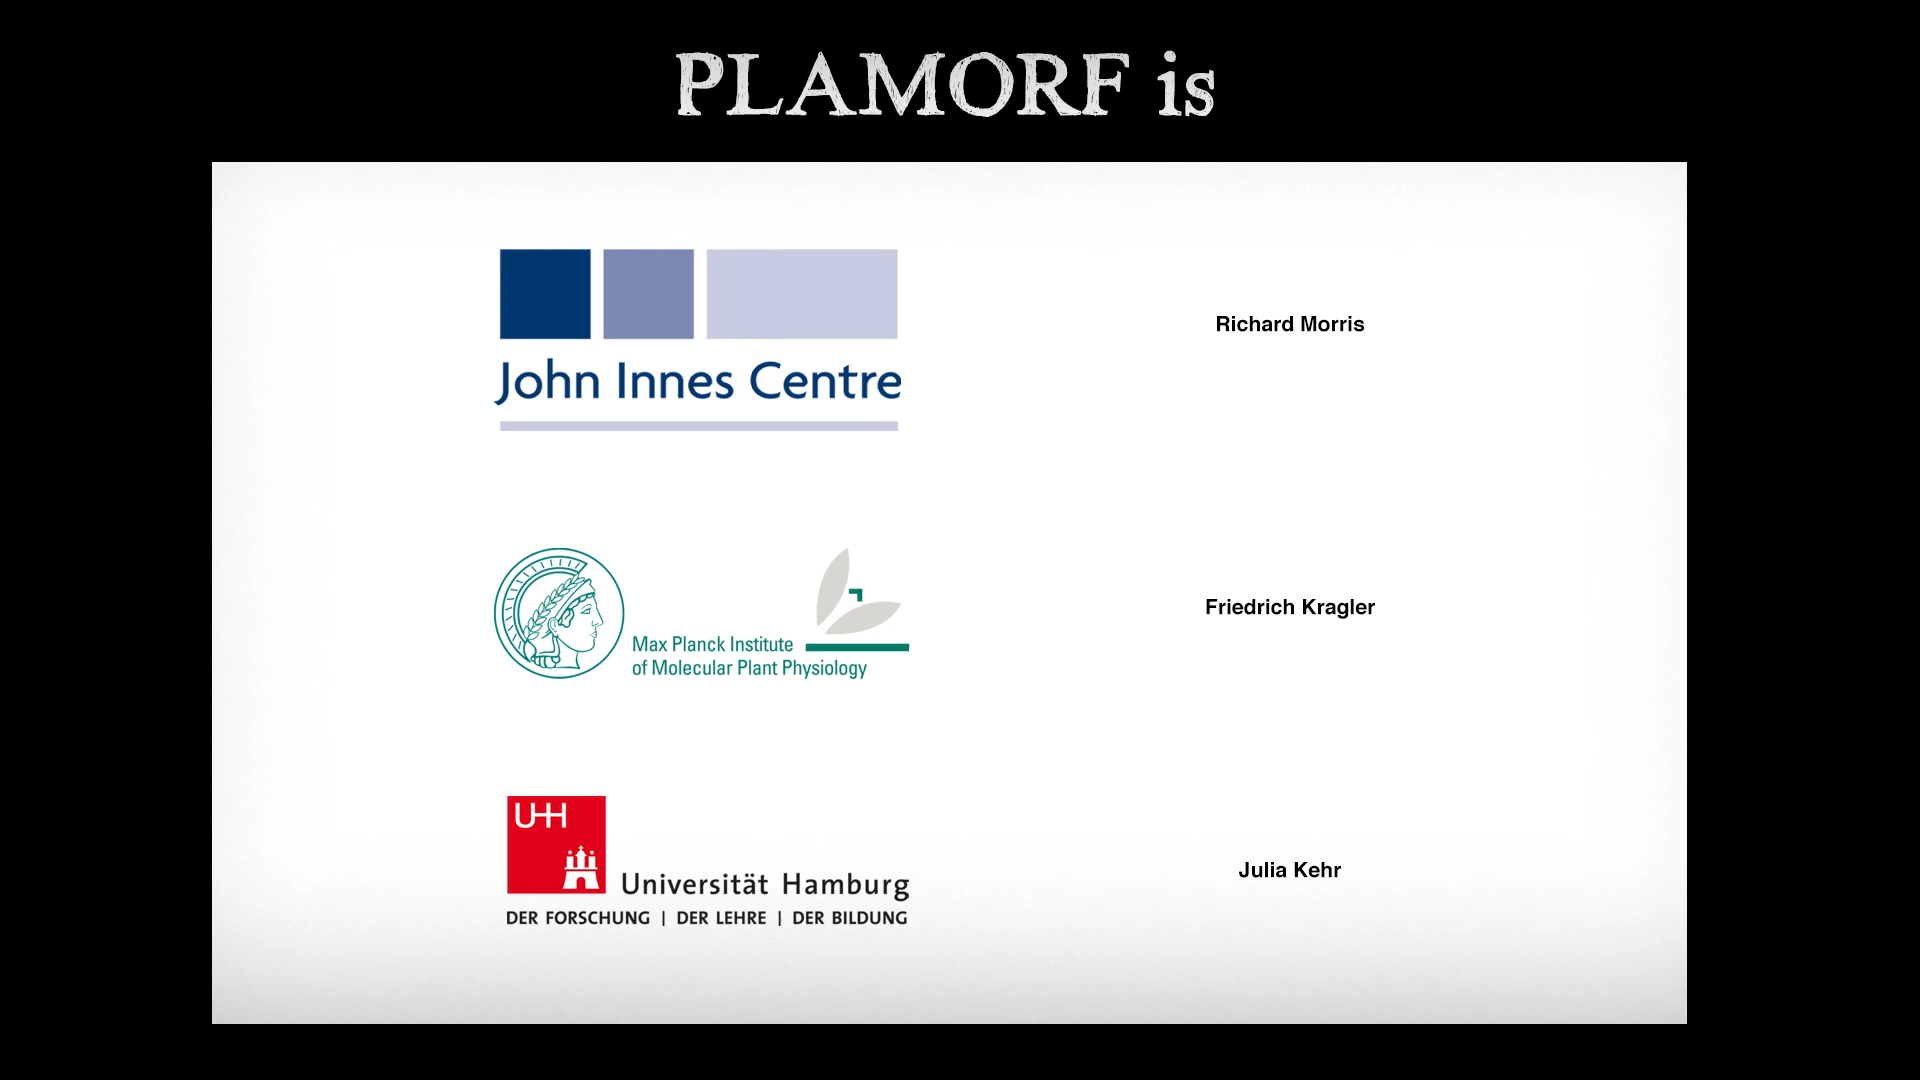 PLAMORF is
John Innes Centre
Richard Morris
Max Planck Institute
of Molecular Plant Physiology
Friedrich Kragler
UHH
Universität Hamburg
DER FORSCHUNG | DER LEHRE | DER BILDUNG
Julia Kehr